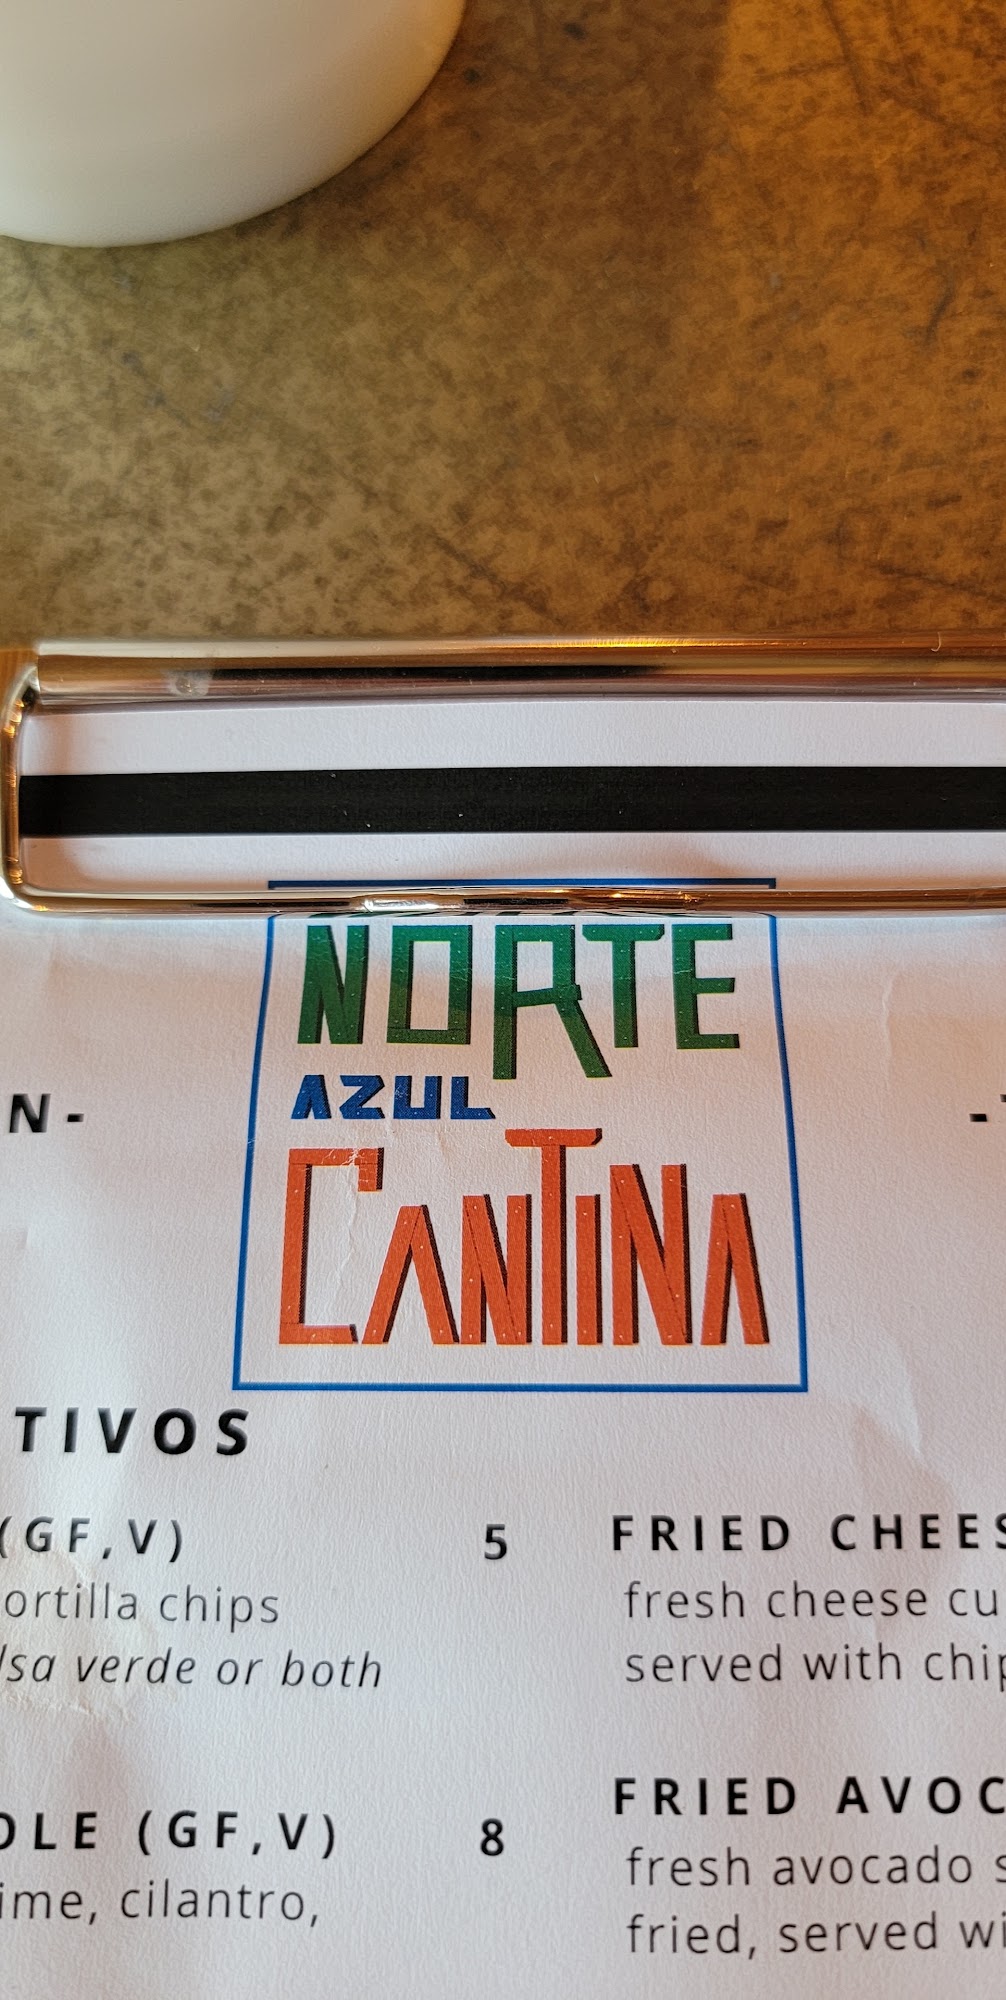 NORTE
AZUL
CANTINA
N-
TIVOS
(GF,V) 5
ortilla chips
lsa verde or both
OLE (GF,V) 8
ime, cilantro,
FRIED CHEES
fresh cheese cu
served with chip
FRIED AVOC
fresh avocado s
fried, served wi